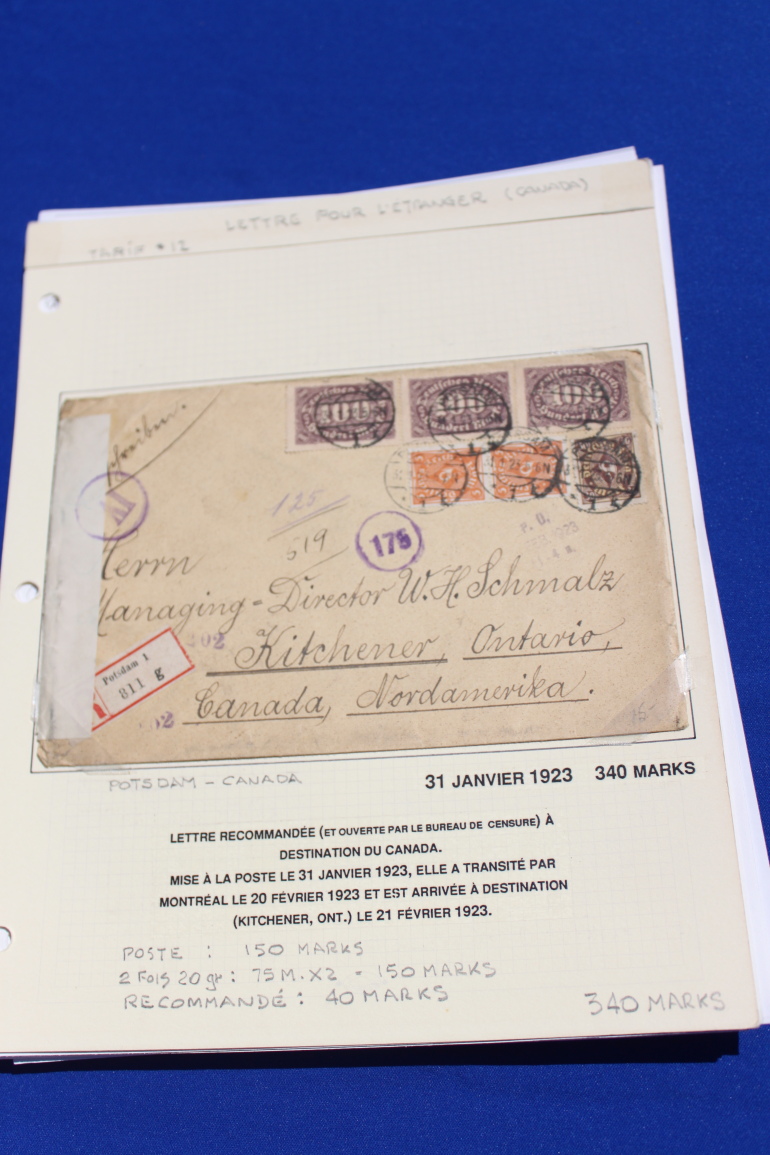 LETTRE POUR L'ETRANGER (CANADA)
TARIF #12
125
519
175
Herrn
Managing-Director W. H. Schmalz
Kitchener, Ontario,
Canada, Nordamerika.
Potsdam 1
811 g
POTSDAM - CANADA
31 JANVIER 1923 340 MARKS
LETTRE RECOMMANDÉE (ET OUVERTE PAR LE BUREAU DE CENSURE) À
DESTINATION DU CANADA.
MISE À LA POSTE LE 31 JANVIER 1923, ELLE A TRANSITÉ PAR
MONTRÉAL LE 20 FÉVRIER 1923 ET EST ARRIVÉE À DESTINATION
(KITCHENER, ONT.) LE 21 FÉVRIER 1923.
POSTE : 150 MARKS
2 FOIS 20 gr : 75 M. X2 = 150 MARKS
RECOMMANDÉ : 40 MARKS
340 MARKS